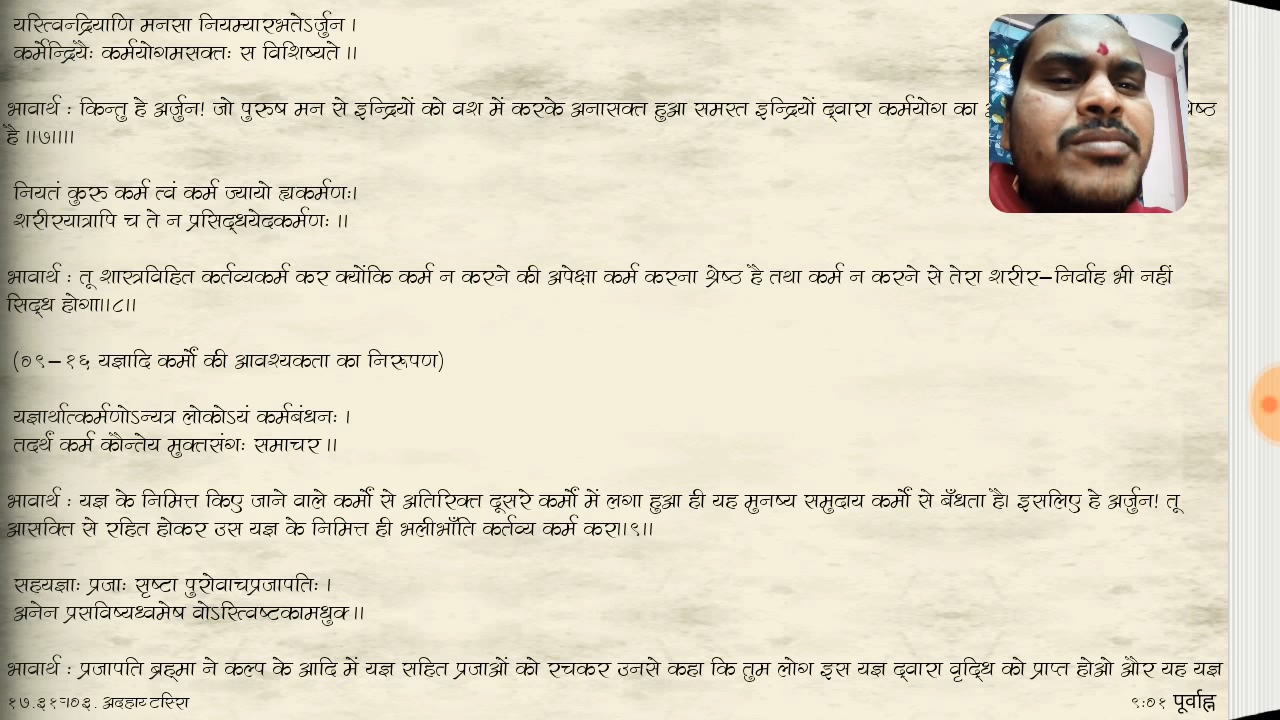 यस्त्विन्द्रियाणि मनसा नियम्यारभतेऽर्जुन ।
कर्मेन्द्रियैः कर्मयोगमसक्तः स विशिष्यते ।।
भावार्थ : किन्तु हे अर्जुन! जो पुरुष मन से इन्द्रियों को वश में करके अनासक्त हुआ समस्त इन्द्रियों द्वारा कर्मयोग का
है ।।७।।।।
नियतं कुरु कर्म त्वं कर्म ज्यायो ह्यकर्मणः।
शरीरयात्रापि च ते न प्रसिद्धयेदकर्मणः ।।
भावार्थ : तू शास्त्रविहित कर्तव्यकर्म कर क्योंकि कर्म न करने की अपेक्षा कर्म करना श्रेष्ठ है तथा कर्म न करने से तेरा शरीर-निर्वाह भी नहीं
सिद्ध होगा।।८।।
(०९-१६ यज्ञादि कर्मों की आवश्यकता का निरूपण)
यज्ञार्थात्कर्मणोऽन्यत्र लोकोऽयं कर्मबंधनः ।
तदर्थं कर्म कौन्तेय मुक्तसंगः समाचर ।।
भावार्थ : यज्ञ के निमित्त किए जाने वाले कर्मों से अतिरिक्त दूसरे कर्मों में लगा हुआ ही यह मुनष्य समुदाय कर्मों से बँधता है। इसलिए हे अर्जुन! तू
आसक्ति से रहित होकर उस यज्ञ के निमित्त ही भलीभाँति कर्तव्य कर्म कर।।९।।
सहयज्ञाः प्रजाः सृष्टा पुरोवाचप्रजापतिः ।
अनेन प्रसविष्यध्वमेष वोऽस्त्विष्टकामधुक ।।
भावार्थ : प्रजापति ब्रह्मा ने कल्प के आदि में यज्ञ सहित प्रजाओं को रचकर उनसे कहा कि तुम लोग इस यज्ञ द्वारा वृद्धि को प्राप्त होओ और यह यज्ञ
९:०१ पूर्वाह्न